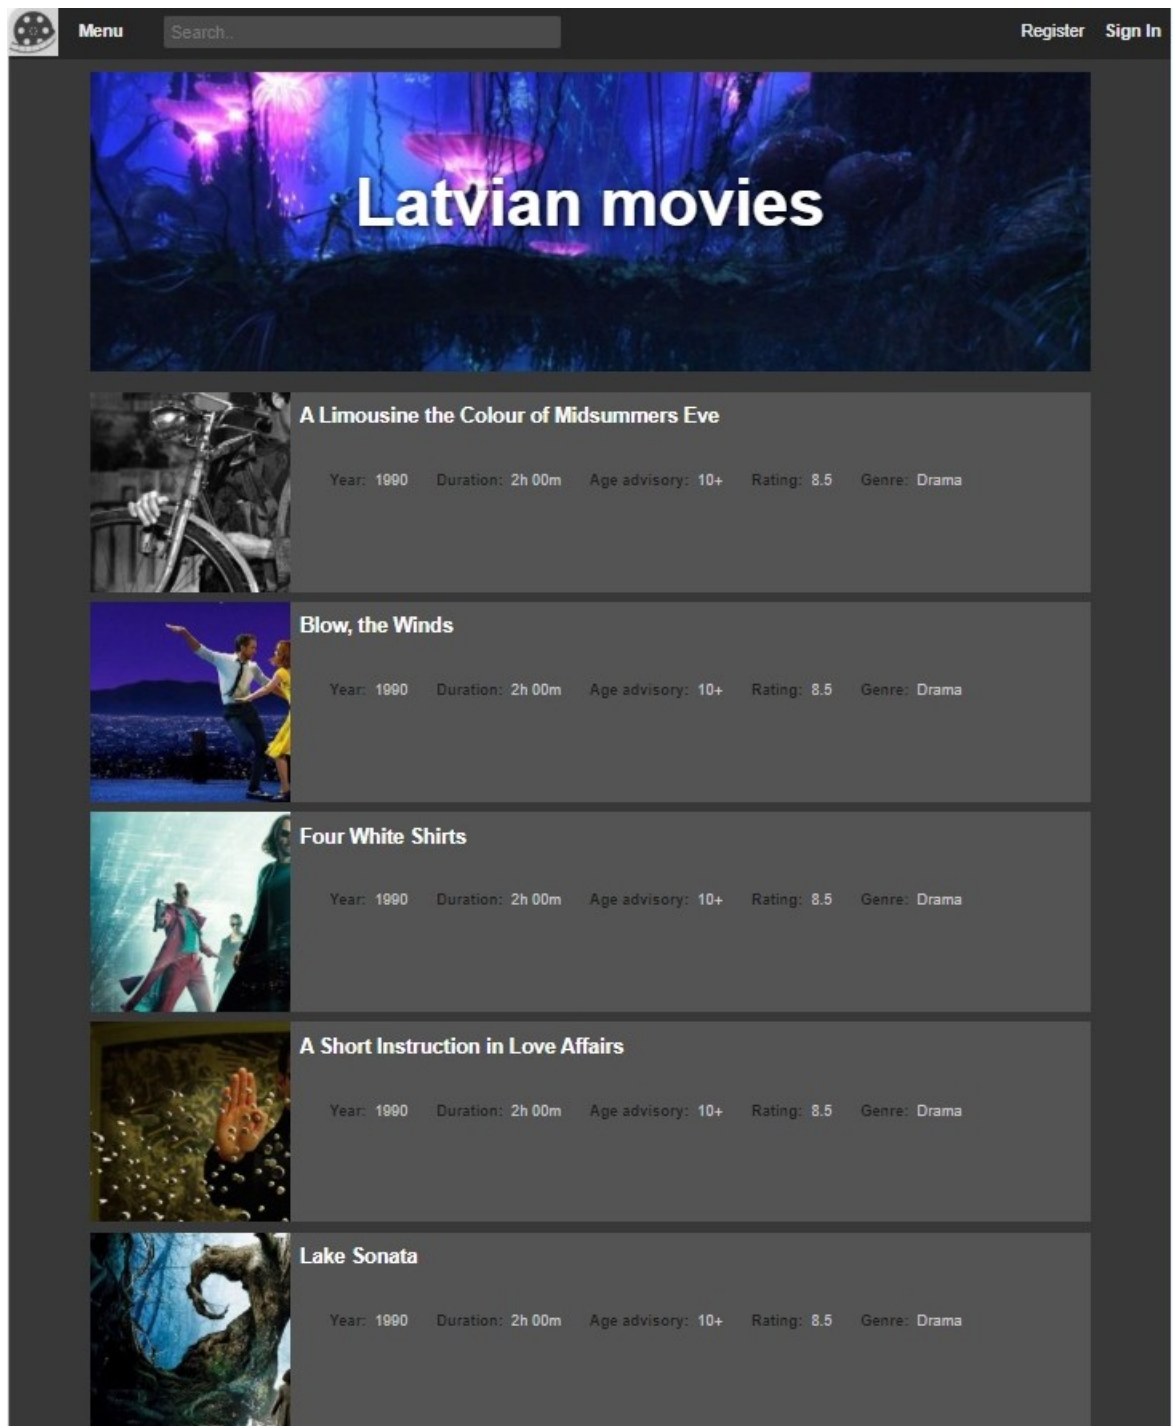 Menu Search.. Register Sign In
Latvian movies
A Limousine the Colour of Midsummers Eve
Year: 1990 Duration: 2h 00m Age advisory: 10+ Rating: 8.5 Genre: Drama
Blow, the Winds
Year: 1990 Duration: 2h 00m Age advisory: 10+ Rating: 8.5 Genre: Drama
Four White Shirts
Year: 1990 Duration: 2h 00m Age advisory: 10+ Rating: 8.5 Genre: Drama
A Short Instruction in Love Affairs
Year: 1990 Duration: 2h 00m Age advisory: 10+ Rating: 8.5 Genre: Drama
Lake Sonata
Year: 1990 Duration: 2h 00m Age advisory: 10+ Rating: 8.5 Genre: Drama